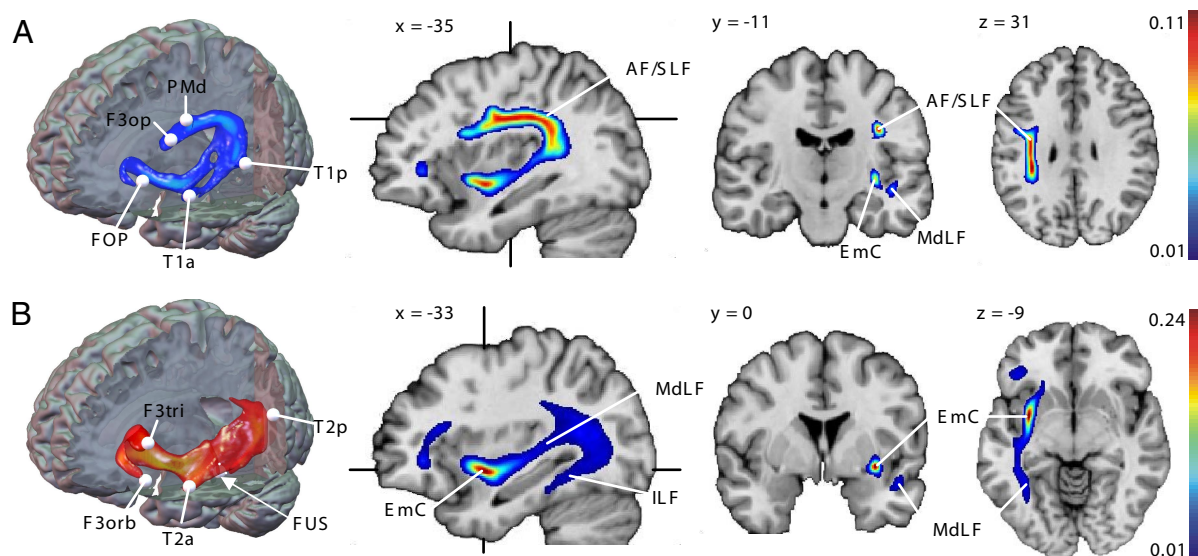 A
x = -35
y = -11
z = 31
0.11
PMd
F3op
AF/SLF
AF/SLF
T1p
FOP
T1a
EmC
MdLF
0.01
B
x = -33
y = 0
z = -9
0.24
MdLF
F3tri
T2p
EmC
F3orb
T2a
FUS
EmC
ILF
MdLF
0.01